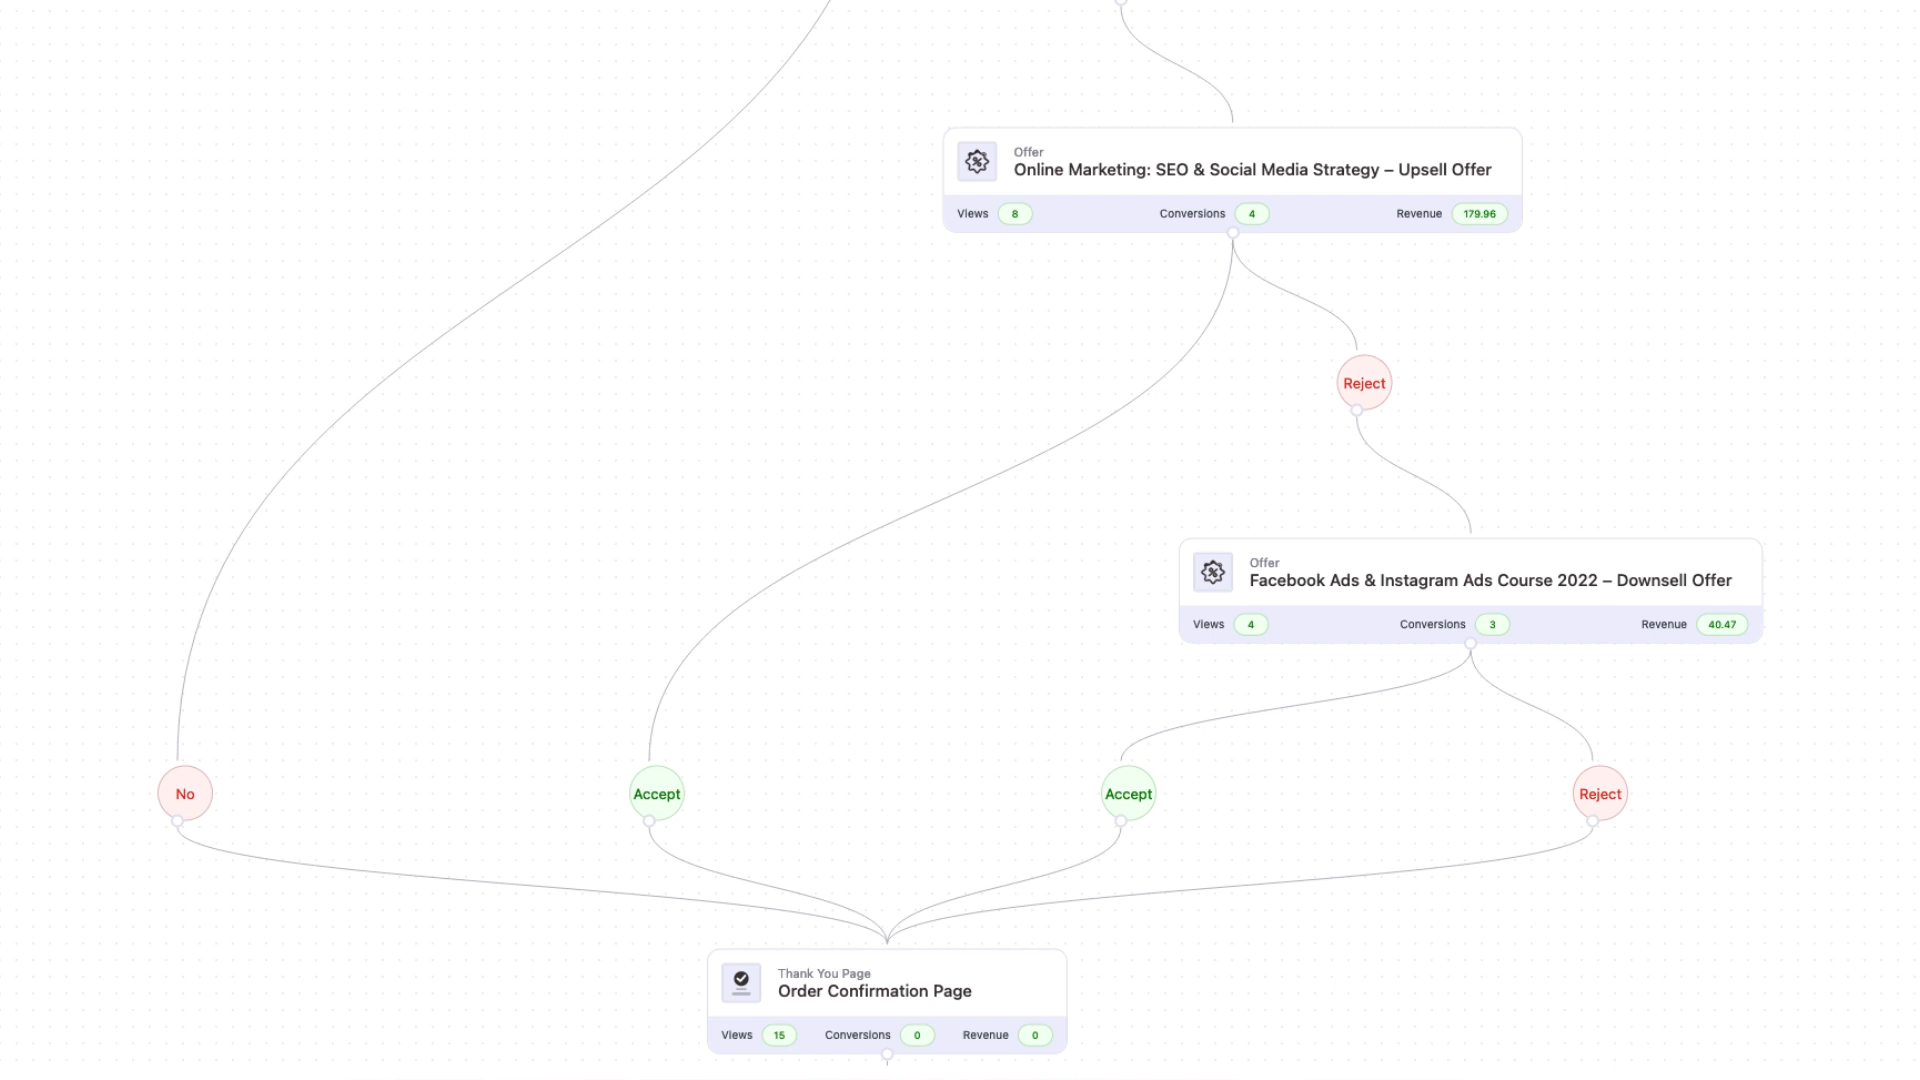 Offer
Online Marketing: SEO & Social Media Strategy – Upsell Offer
Views 8 Conversions 4 Revenue 179.96
Reject
Offer
Facebook Ads & Instagram Ads Course 2022 – Downsell Offer
Views 4 Conversions 3 Revenue 40.47
No Accept Accept Reject
Thank You Page
Order Confirmation Page
Views 15 Conversions 0 Revenue 0